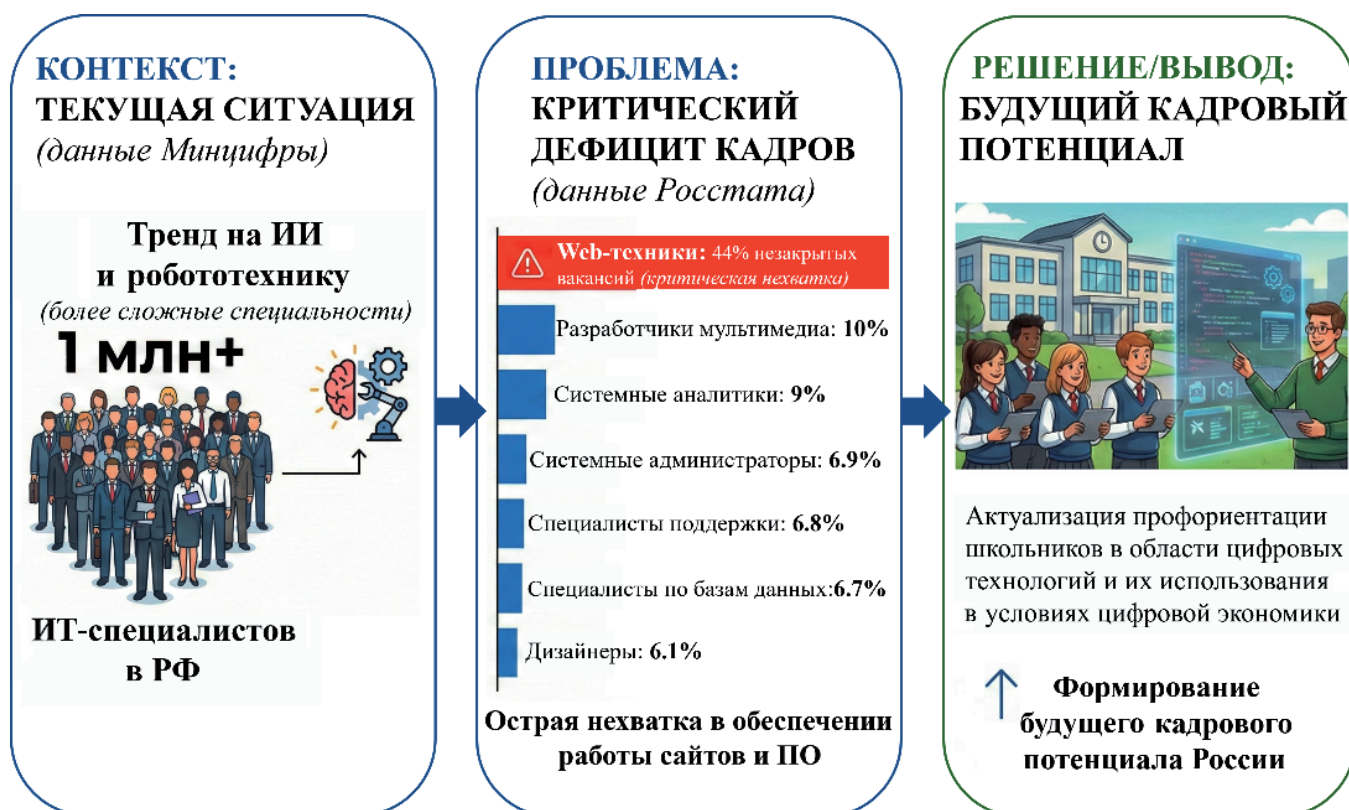 КОНТЕКСТ:
ТЕКУЩАЯ СИТУАЦИЯ
(данные Минцифры)
Тренд на ИИ
и робототехнику
(более сложные специальности)
1 млн+
ИТ-специалистов
в РФ
ПРОБЛЕМА:
КРИТИЧЕСКИЙ
ДЕФИЦИТ КАДРОВ
(данные Росстата)
Web-техники: 44% незакрытых
вакансий (критическая нехватка)
Разработчики мультимедиа: 10%
Системные аналитики: 9%
Системные администраторы: 6.9%
Специалисты поддержки: 6.8%
Специалисты по базам данных:6.7%
Дизайнеры: 6.1%
Острая нехватка в обеспечении
работы сайтов и ПО
РЕШЕНИЕ/ВЫВОД:
БУДУЩИЙ КАДРОВЫЙ
ПОТЕНЦИАЛ
Актуализация профориентации
школьников в области цифровых
технологий и их использования
в условиях цифровой экономики
Формирование
будущего кадрового
потенциала России